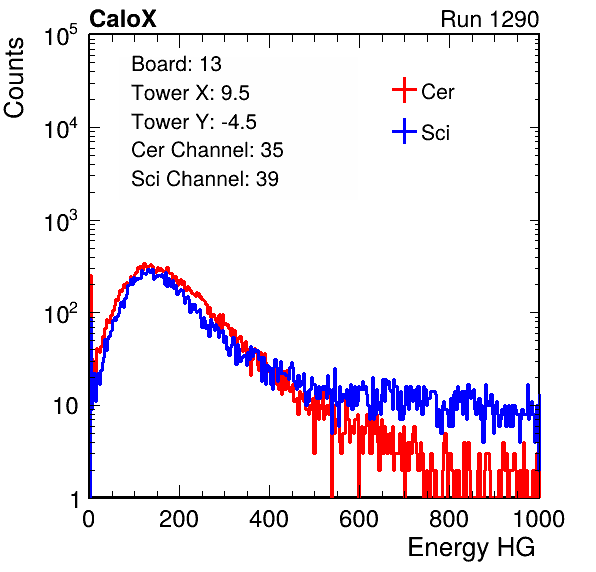 CaloX Run 1290
Counts
Board: 13
Tower X: 9.5
Tower Y: -4.5
Cer Channel: 35
Sci Channel: 39
Cer
Sci
10^5
10^4
10^3
10^2
10
1
0 200 400 600 800 1000
Energy HG